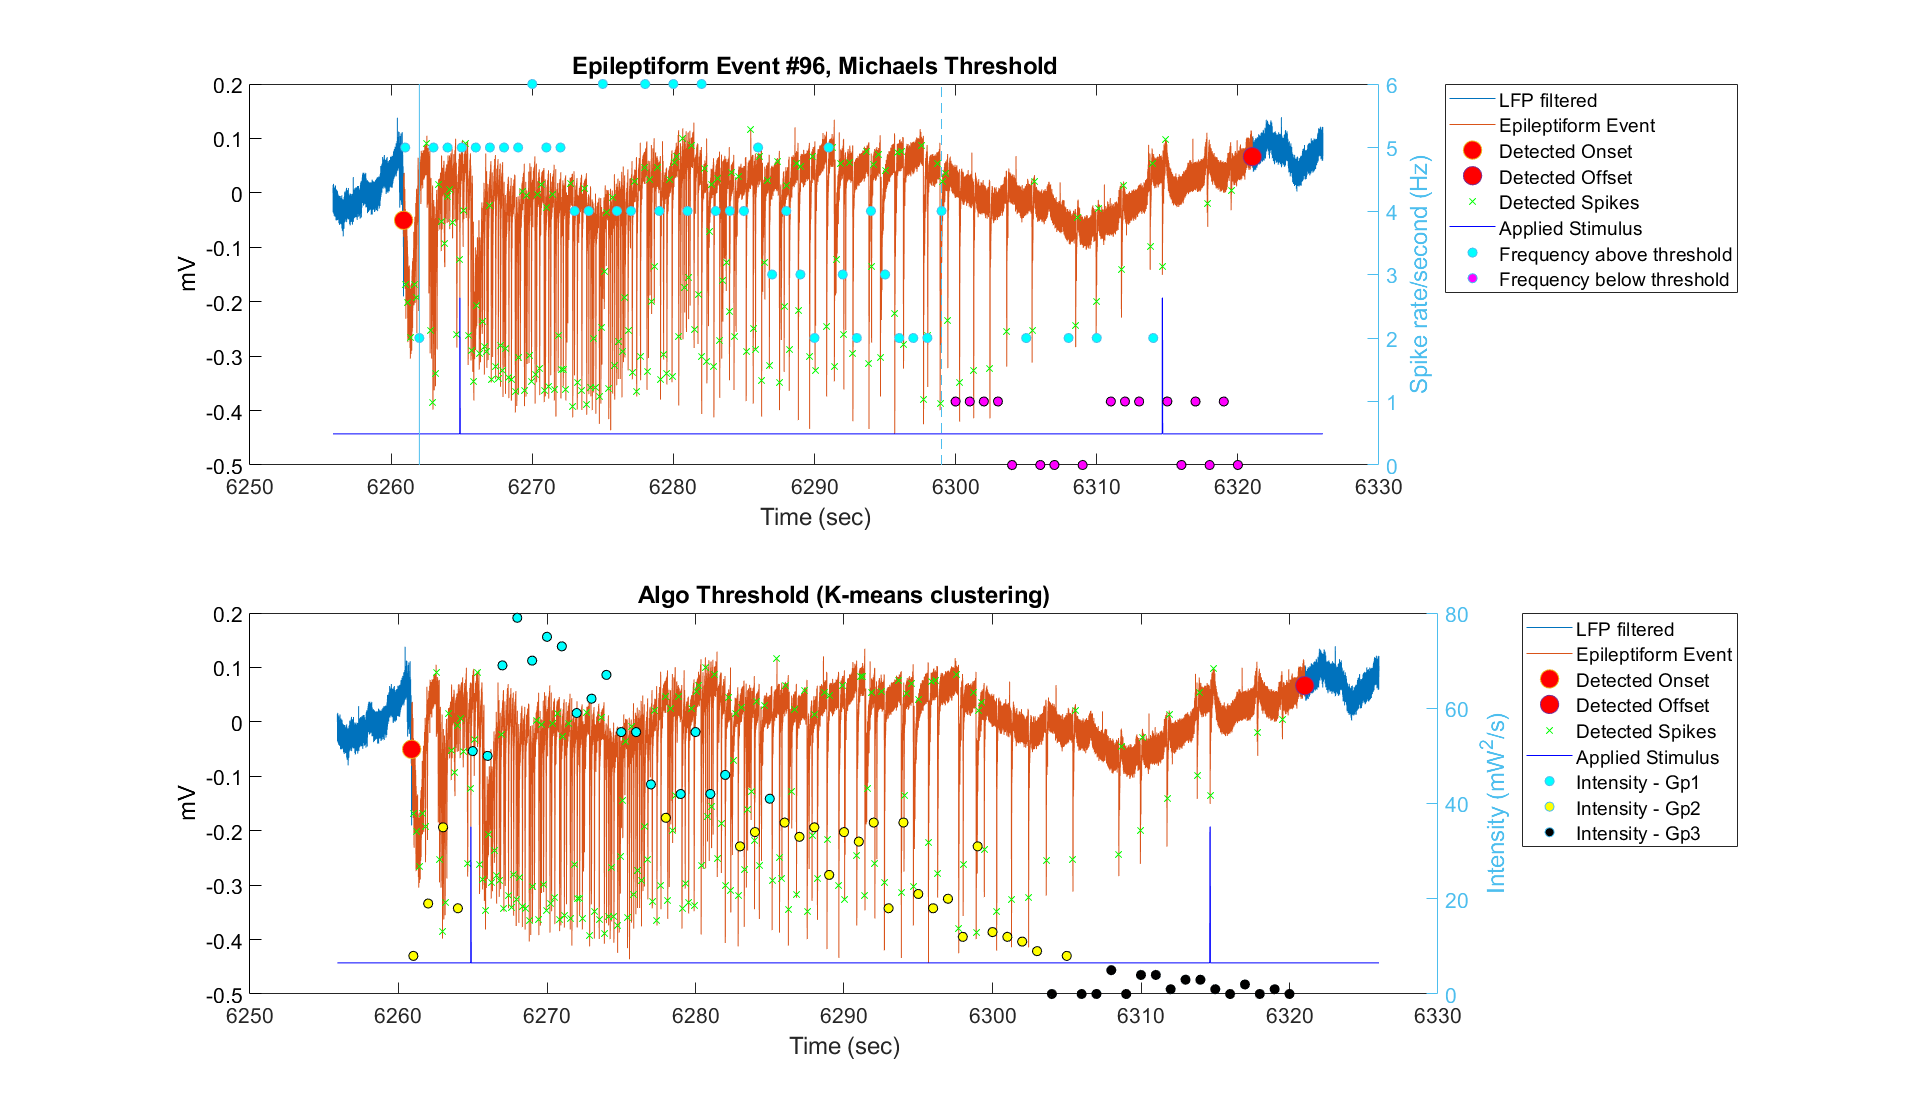 Epileptiform Event #96, Michaels Threshold
0.2
0.1
0
-0.1
-0.2
-0.3
-0.4
-0.5
mV
6250
6260
6270
6280
6290
6300
6310
6320
6330
Time (sec)
6
5
4
3
2
1
0
Spike rate/second (Hz)
LFP filtered
Epileptiform Event
Detected Onset
Detected Offset
Detected Spikes
Applied Stimulus
Frequency above threshold
Frequency below threshold
Algo Threshold (K-means clustering)
0.2
0.1
0
-0.1
-0.2
-0.3
-0.4
-0.5
mV
6250
6260
6270
6280
6290
6300
6310
6320
6330
Time (sec)
80
60
40
20
0
Intensity (mW²/s)
LFP filtered
Epileptiform Event
Detected Onset
Detected Offset
Detected Spikes
Applied Stimulus
Intensity - Gp1
Intensity - Gp2
Intensity - Gp3